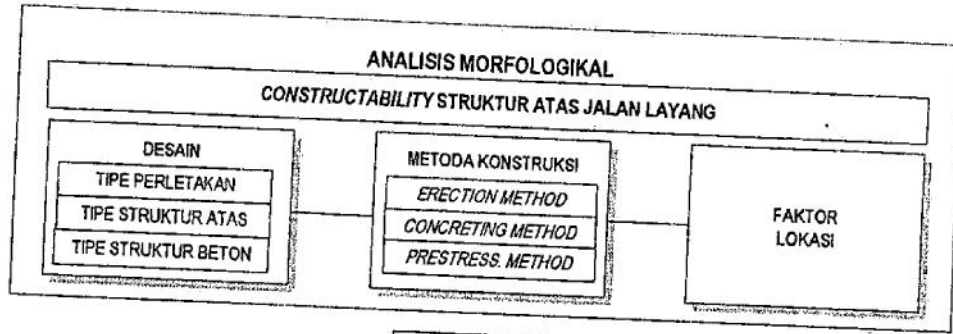 ANALISIS MORFOLOGIKAL
CONSTRUCTABILITY STRUKTUR ATAS JALAN LAYANG
DESAIN
TIPE PERLETAKAN
TIPE STRUKTUR ATAS
TIPE STRUKTUR BETON
METODA KONSTRUKSI
ERECTION METHOD
CONCRETING METHOD
PRESTRESS. METHOD
FAKTOR
LOKASI